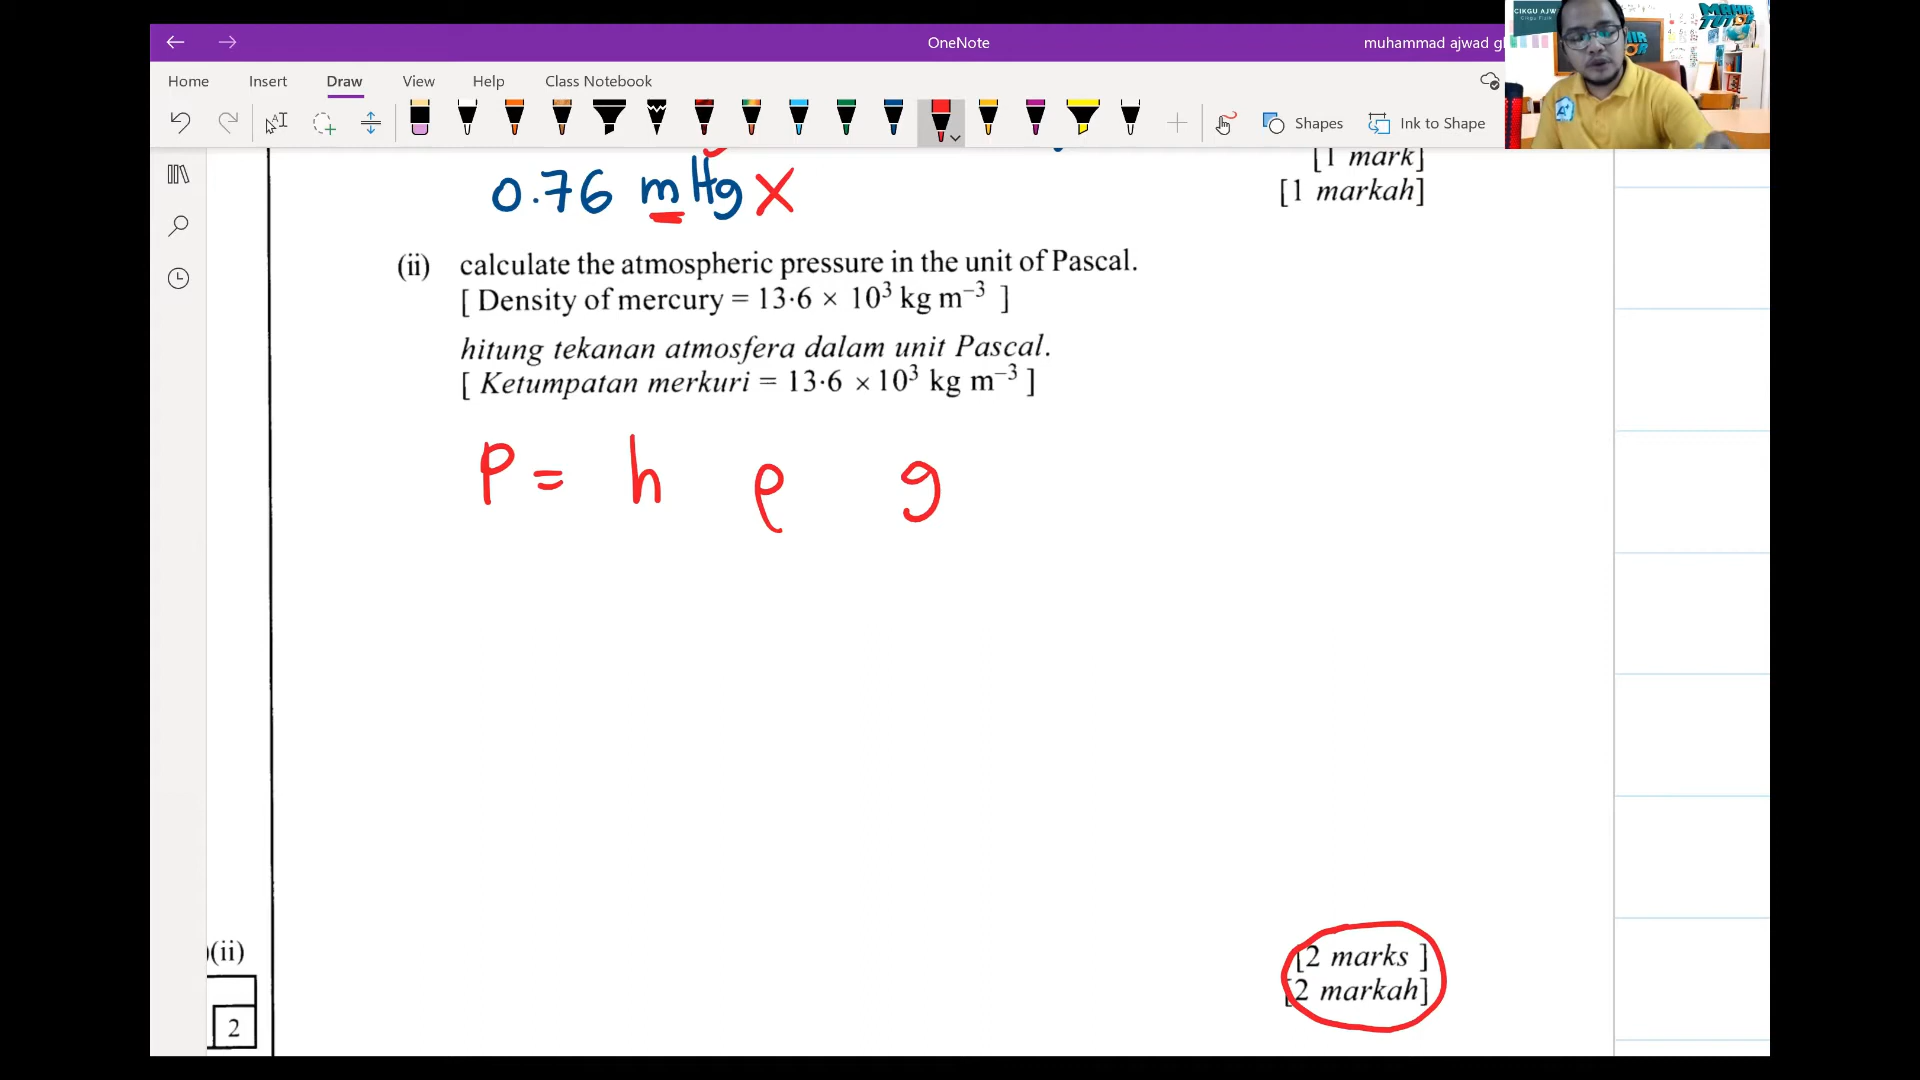 OneNote
muhammad ajwad g
Home Insert Draw View Help Class Notebook
Shapes Ink to Shape
CIKGU AJW
[1 mark]
0.76 mHg X
[1 markah]
(ii) calculate the atmospheric pressure in the unit of Pascal.
[ Density of mercury = 13·6 × 10³ kg m⁻³ ]
hitung tekanan atmosfera dalam unit Pascal.
[ Ketumpatan merkuri = 13·6 × 10³ kg m⁻³ ]
P = h ρ g
)(ii)
[2 marks ]
[2 markah]
2